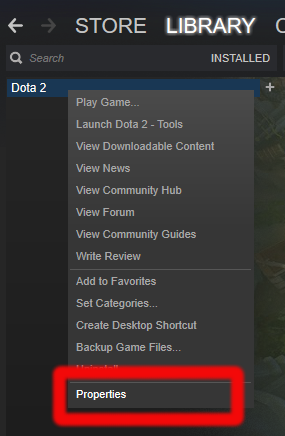 STORE LIBRARY
Search INSTALLED
Dota 2
Play Game...
Launch Dota 2 - Tools
View Downloadable Content
View News
View Community Hub
View Forum
View Community Guides
Write Review
Add to Favorites
Set Categories...
Create Desktop Shortcut
Backup Game Files...
Properties